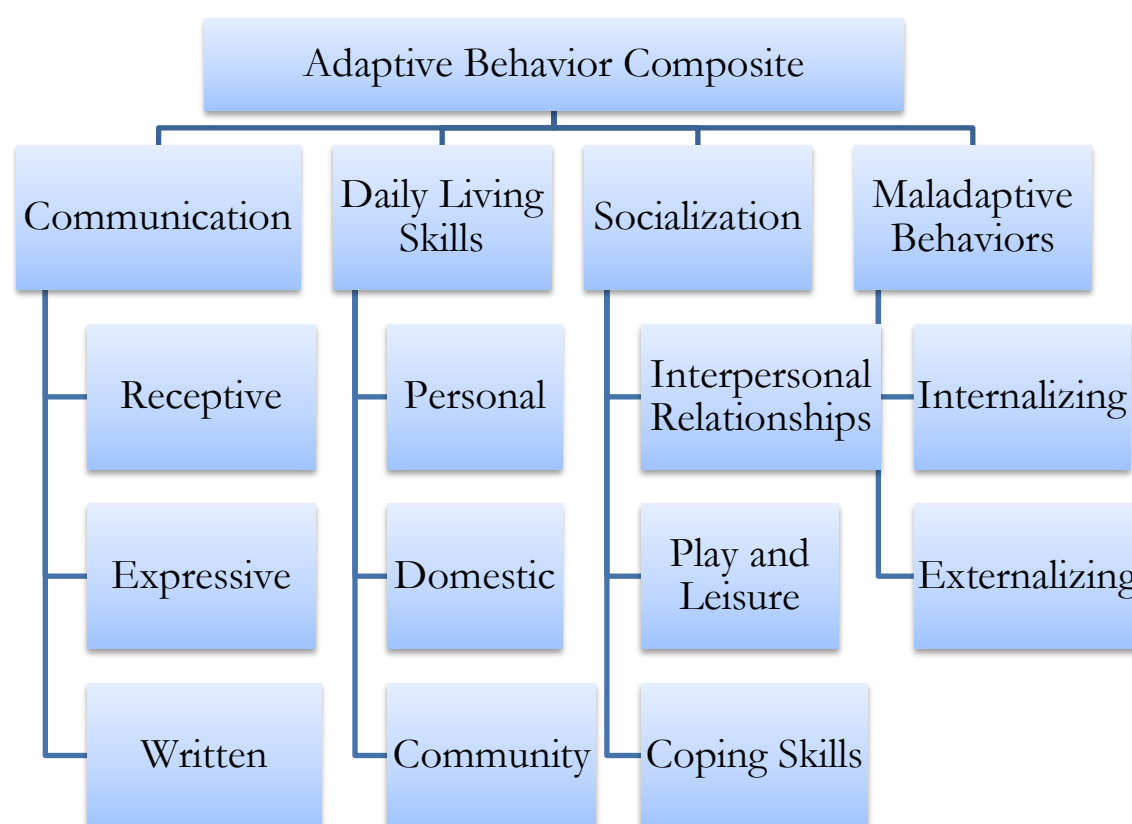 Adaptive Behavior Composite
Communication
Daily Living
Skills
Socialization
Maladaptive
Behaviors
Receptive
Expressive
Written
Personal
Domestic
Community
Interpersonal
Relationships
Play and
Leisure
Coping Skills
Internalizing
Externalizing